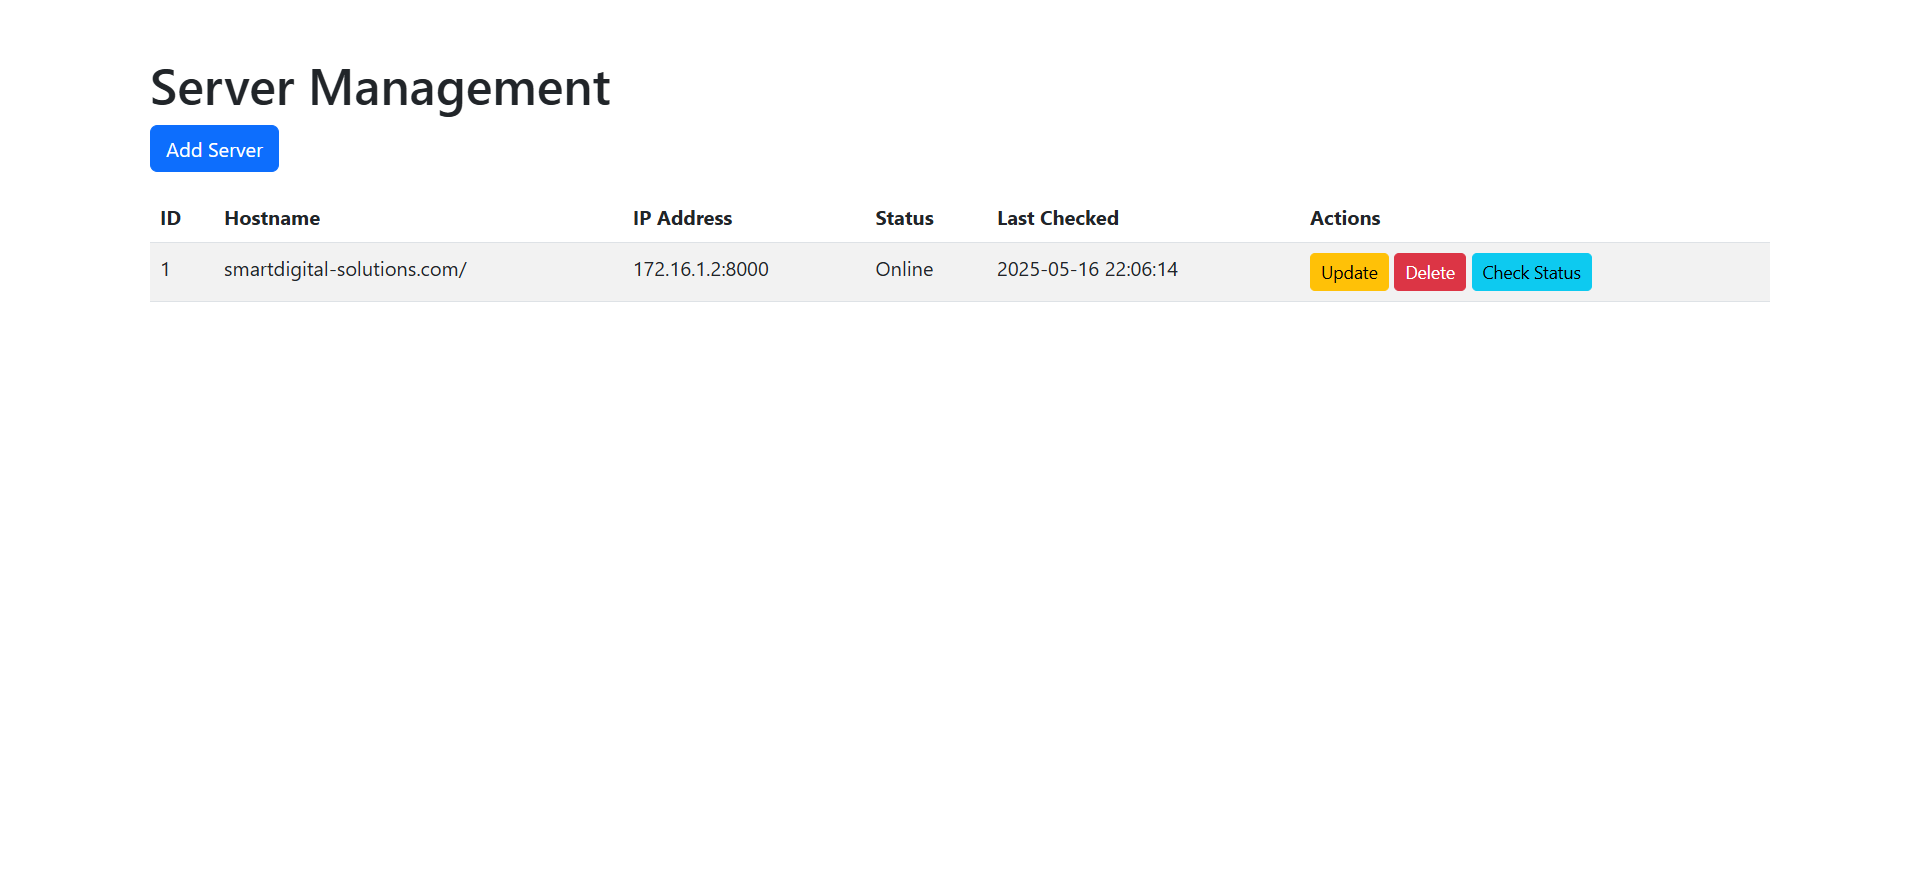 Server Management
Add Server
ID Hostname IP Address Status Last Checked Actions
1 smartdigital-solutions.com/ 172.16.1.2:8000 Online 2025-05-16 22:06:14 Update Delete Check Status